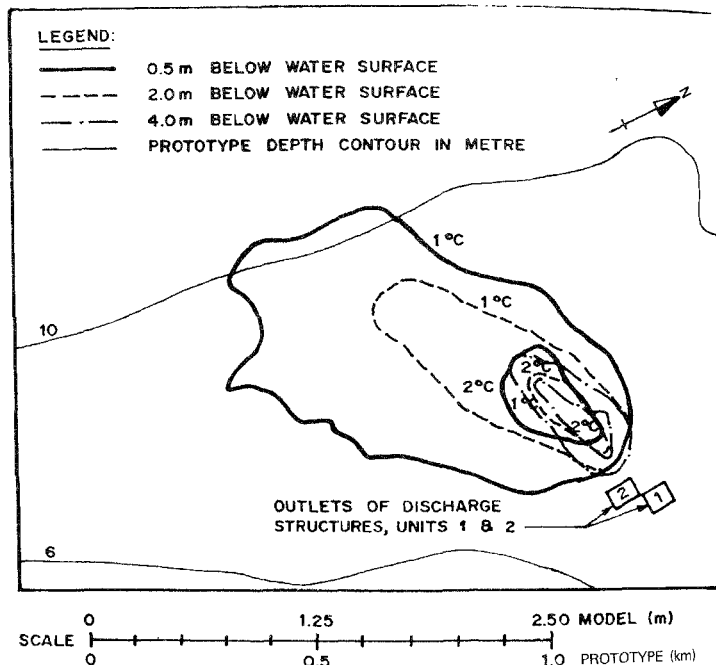 LEGEND:
0.5 m BELOW WATER SURFACE
2.0 m BELOW WATER SURFACE
4.0 m BELOW WATER SURFACE
PROTOTYPE DEPTH CONTOUR IN METRE
N
1°C
1°C
10
2°C
2°C
1°C
2°C
2
1
OUTLETS OF DISCHARGE
STRUCTURES, UNITS 1 & 2
6
0 1.25 2.50 MODEL (m)
SCALE
0 0.5 1.0 PROTOTYPE (km)